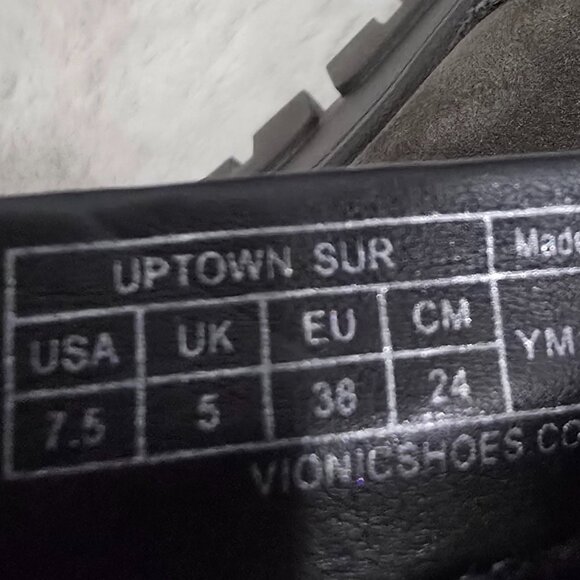 UPTOWN SUR Made
USA UK EU CM YM
7.5 5 38 24
VIONICSHOES.CO